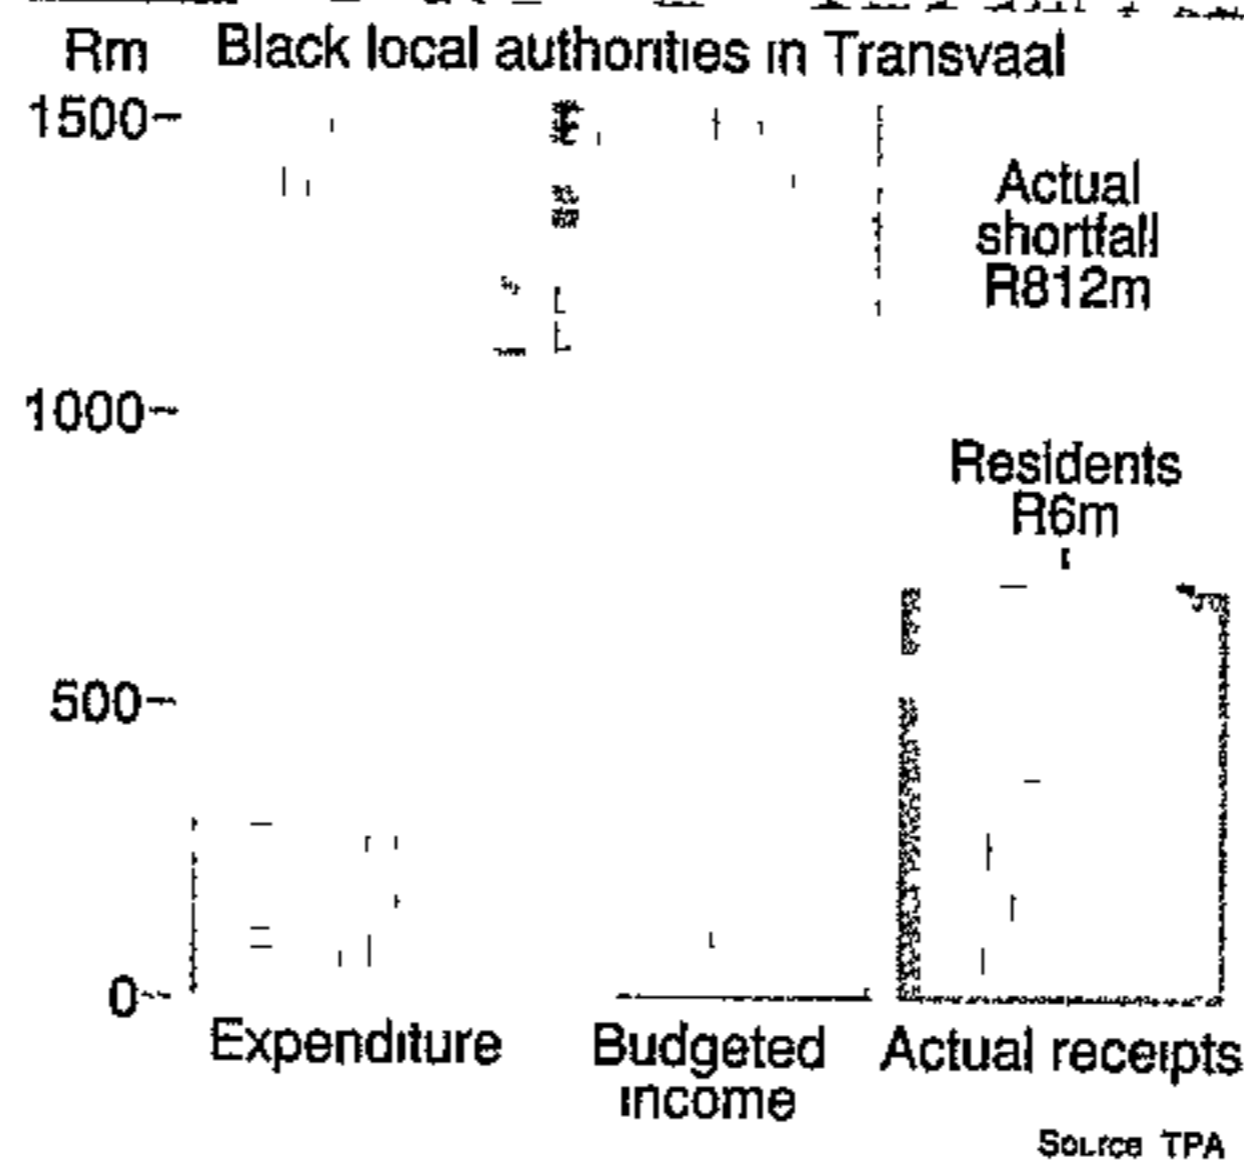 Rm
Black local authorities in Transvaal
1500
Actual
shortfall
R812m
1000
Residents
R6m
500
0
Expenditure
Budgeted
income
Actual receipts
Source TPA